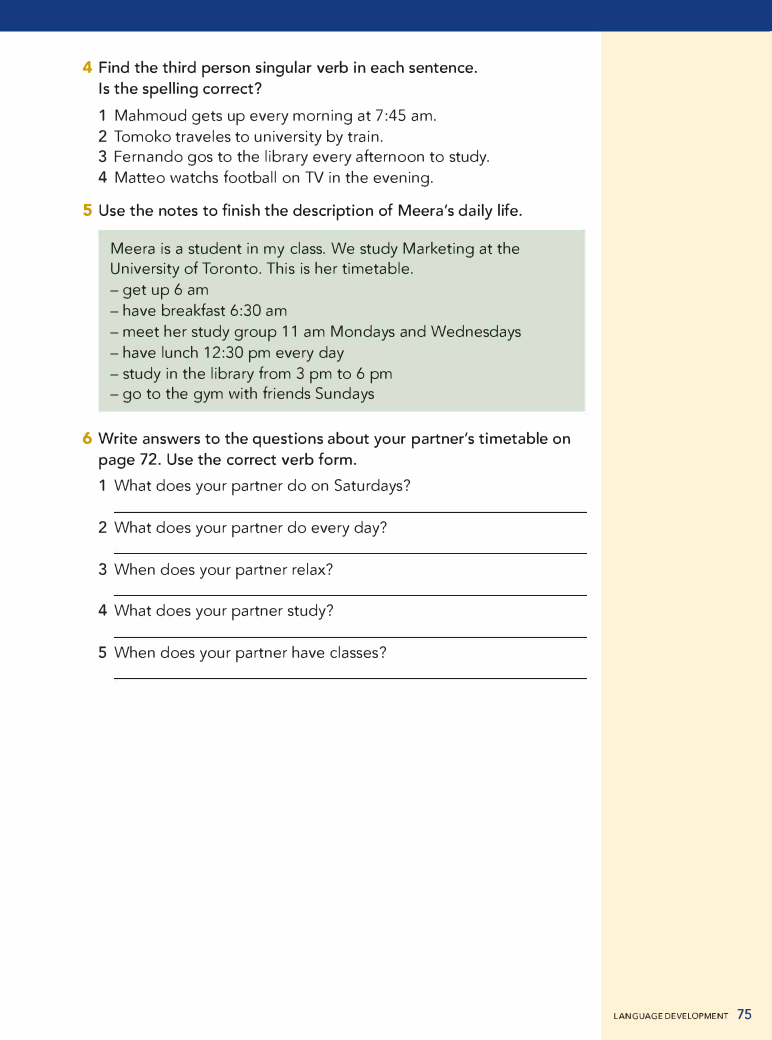 4 Find the third person singular verb in each sentence.
Is the spelling correct?
1 Mahmoud gets up every morning at 7:45 am.
2 Tomoko traveles to university by train.
3 Fernando gos to the library every afternoon to study.
4 Matteo watchs football on TV in the evening.
5 Use the notes to finish the description of Meera’s daily life.
Meera is a student in my class. We study Marketing at the
University of Toronto. This is her timetable.
– get up 6 am
– have breakfast 6:30 am
– meet her study group 11 am Mondays and Wednesdays
– have lunch 12:30 pm every day
– study in the library from 3 pm to 6 pm
– go to the gym with friends Sundays
6 Write answers to the questions about your partner’s timetable on
page 72. Use the correct verb form.
1 What does your partner do on Saturdays?
2 What does your partner do every day?
3 When does your partner relax?
4 What does your partner study?
5 When does your partner have classes?
LANGUAGE DEVELOPMENT 75